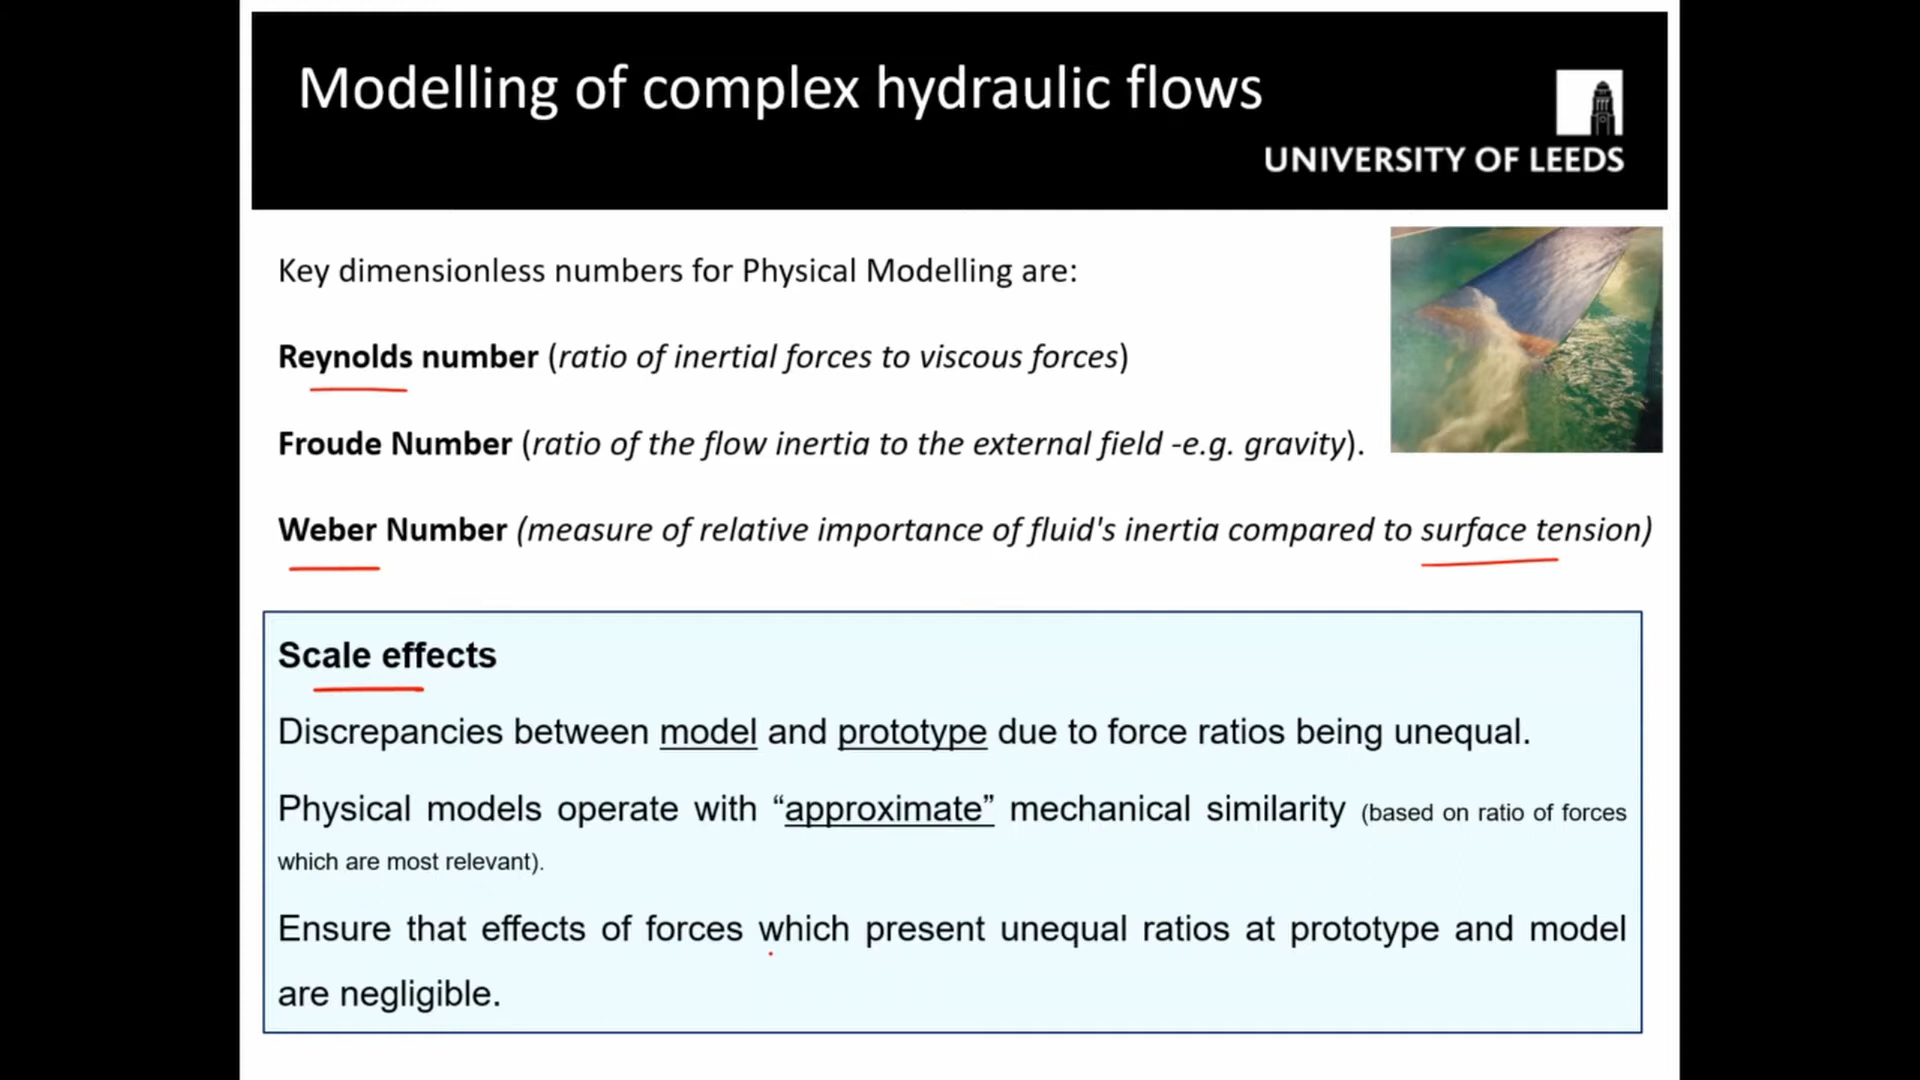 Modelling of complex hydraulic flows
UNIVERSITY OF LEEDS
Key dimensionless numbers for Physical Modelling are:
Reynolds number (ratio of inertial forces to viscous forces)
Froude Number (ratio of the flow inertia to the external field -e.g. gravity).
Weber Number (measure of relative importance of fluid's inertia compared to surface tension)
Scale effects
Discrepancies between model and prototype due to force ratios being unequal.
Physical models operate with “approximate” mechanical similarity (based on ratio of forces
which are most relevant).
Ensure that effects of forces which present unequal ratios at prototype and model
are negligible.